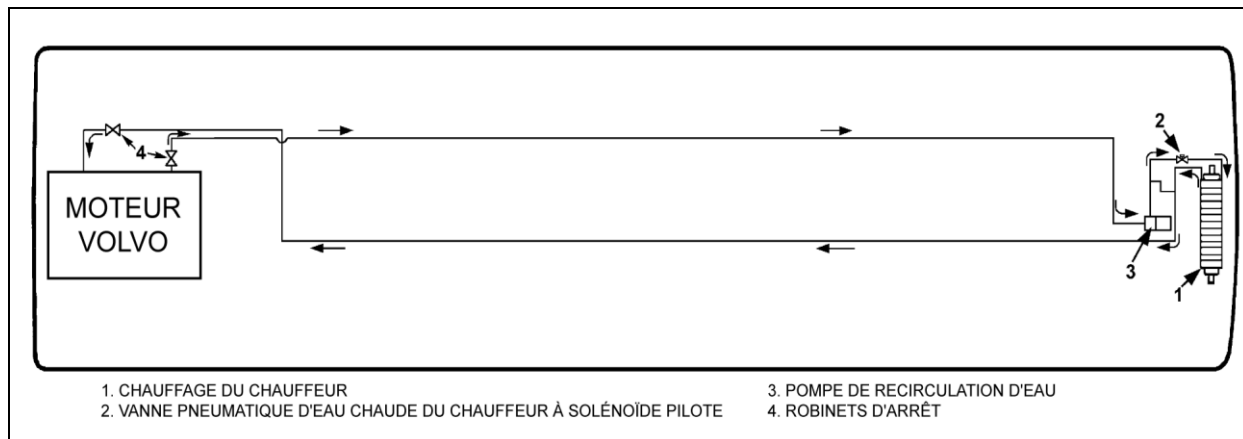 4
2
MOTEUR
VOLVO
3
1
1. CHAUFFAGE DU CHAUFFEUR
2. VANNE PNEUMATIQUE D'EAU CHAUDE DU CHAUFFEUR À SOLÉNOÏDE PILOTE
3. POMPE DE RECIRCULATION D'EAU
4. ROBINETS D'ARRÊT